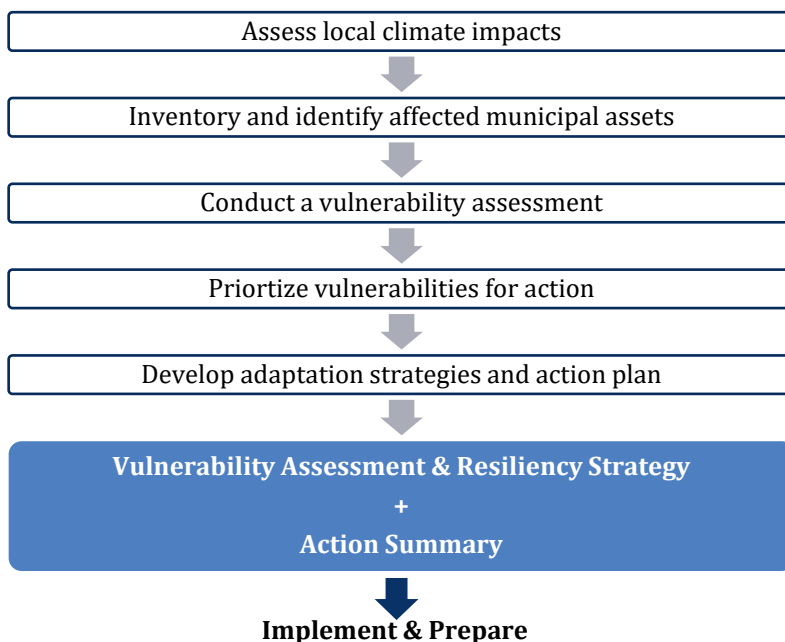 Assess local climate impacts
Inventory and identify affected municipal assets
Conduct a vulnerability assessment
Priortize vulnerabilities for action
Develop adaptation strategies and action plan
Vulnerability Assessment & Resiliency Strategy
+
Action Summary
Implement & Prepare